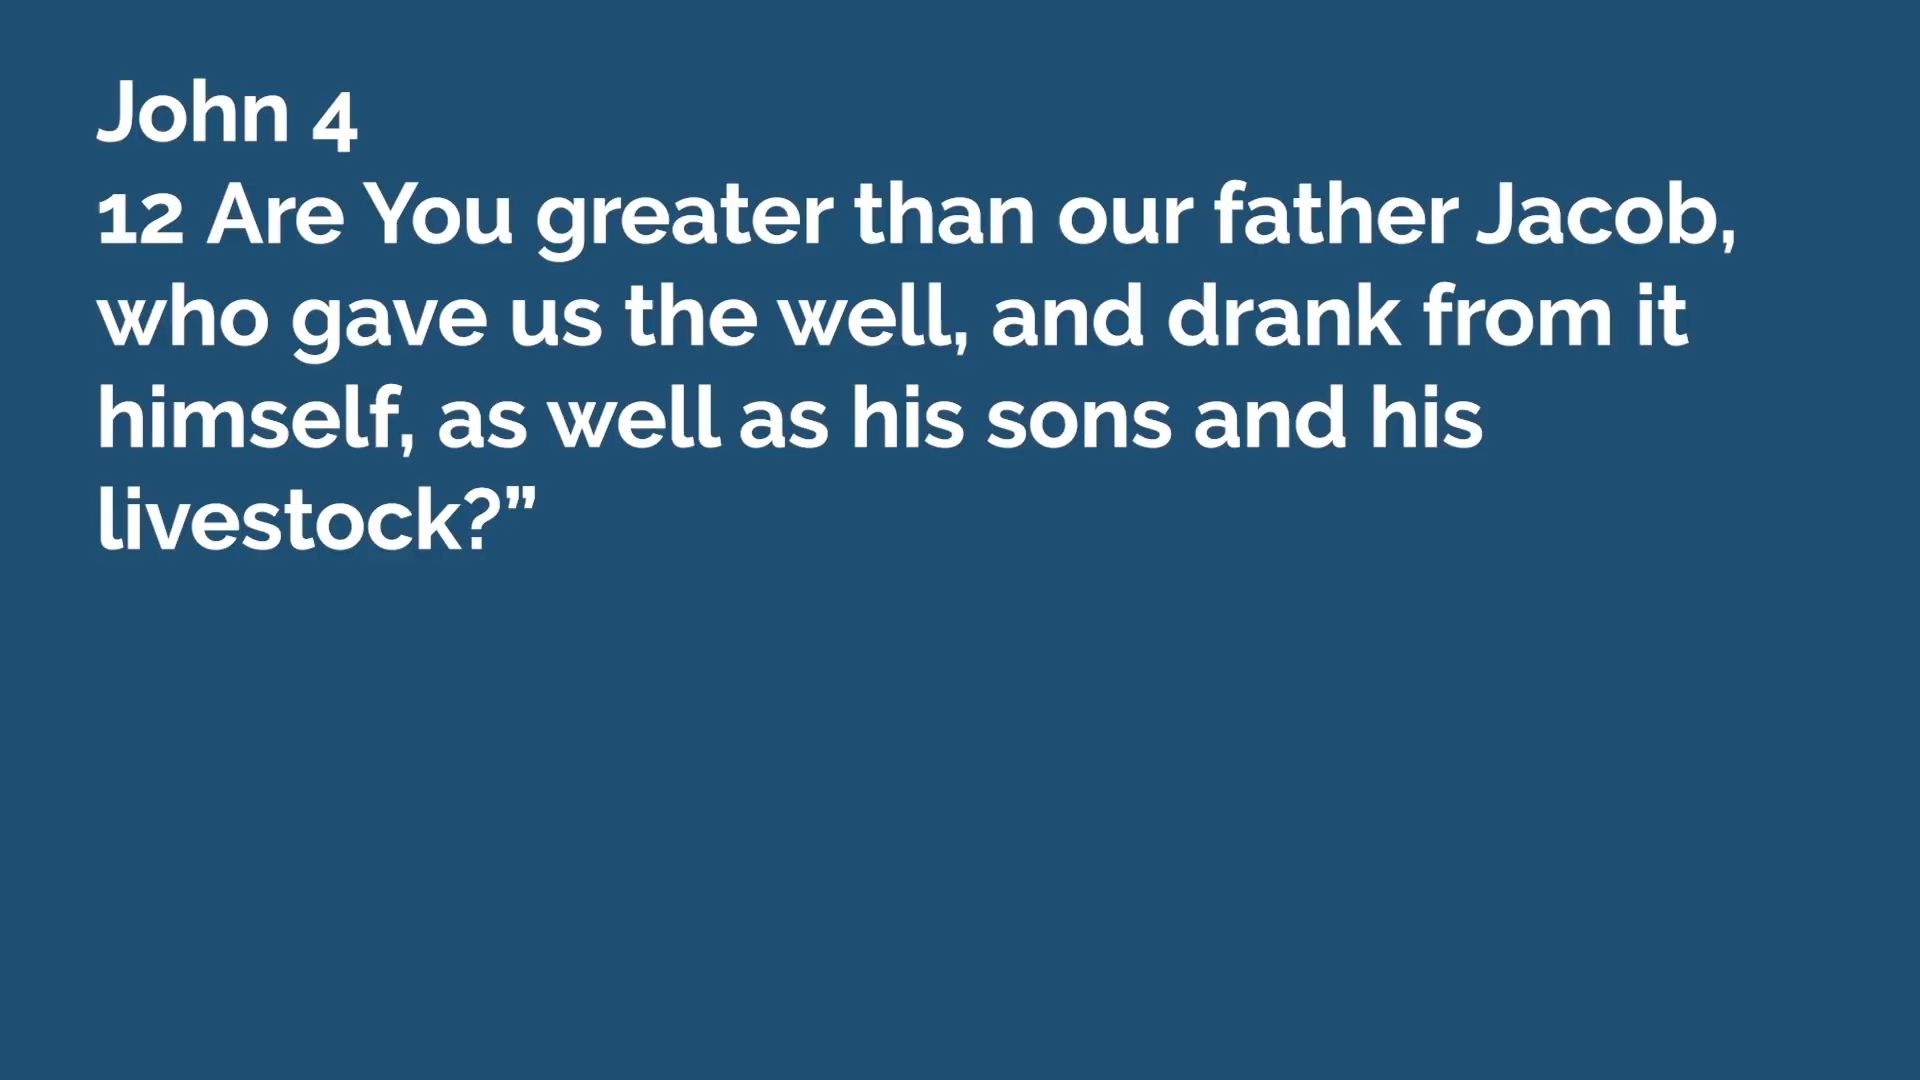 John 4
12 Are You greater than our father Jacob,
who gave us the well, and drank from it
himself, as well as his sons and his
livestock?”